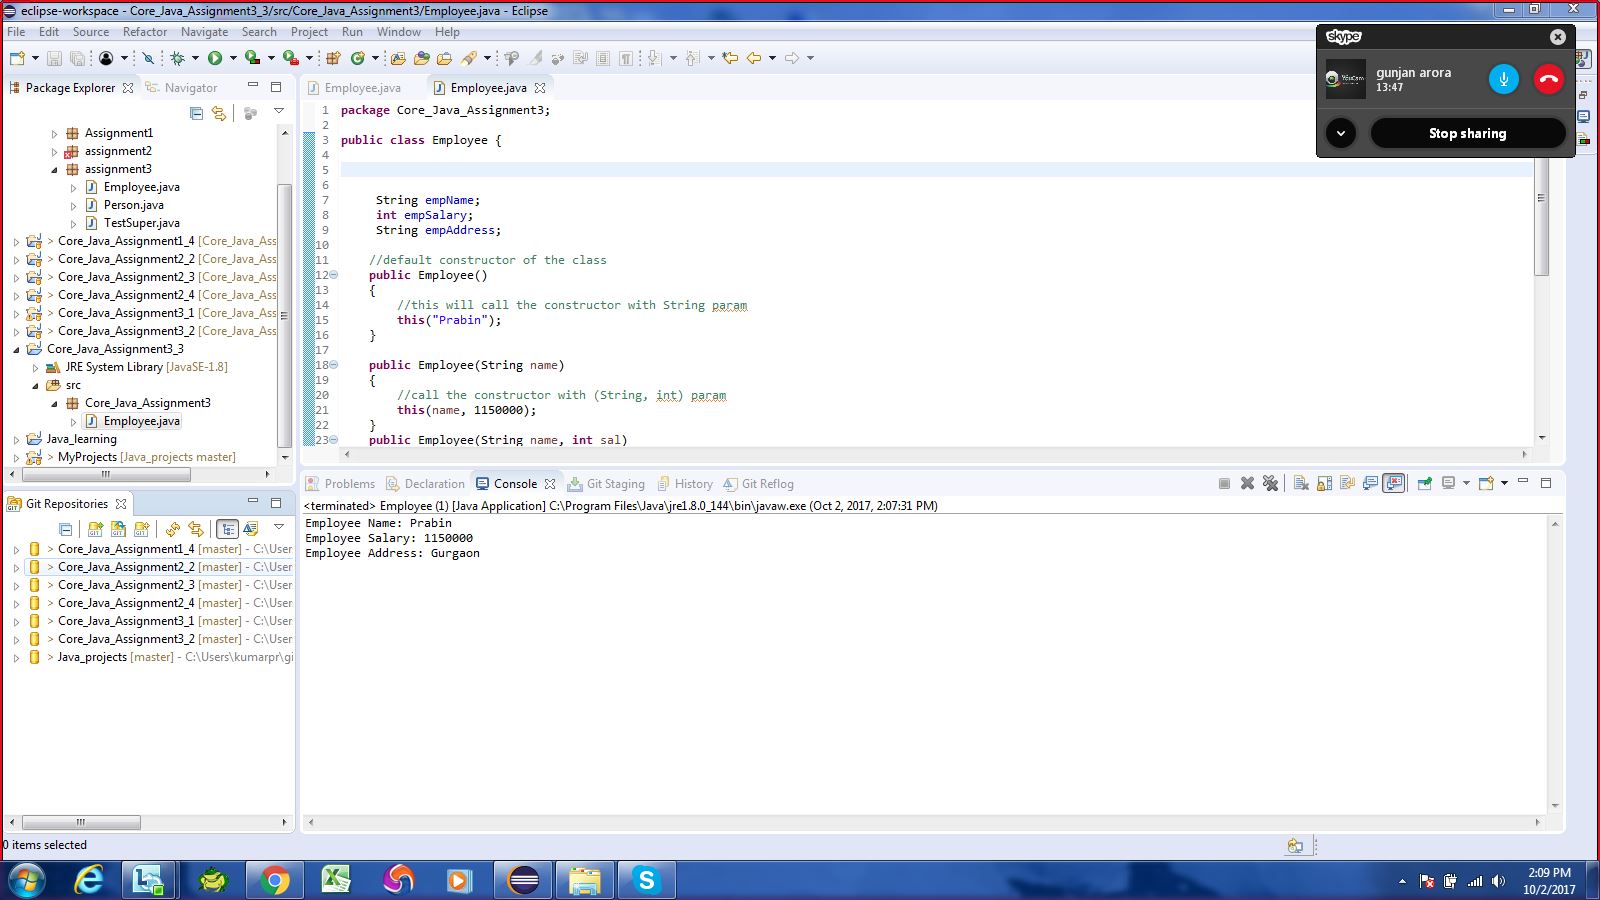 eclipse-workspace - Core_Java_Assignment3_3/src/Core_Java_Assignment3/Employee.java - Eclipse
File Edit Source Refactor Navigate Search Project Run Window Help
skype
gunjan arora
13:47
Stop sharing
Package Explorer Navigator
Assignment1
assignment2
assignment3
Employee.java
Person.java
TestSuper.java
> Core_Java_Assignment1_4 [Core_Java_Ass
> Core_Java_Assignment2_2 [Core_Java_Ass
> Core_Java_Assignment2_3 [Core_Java_Ass
> Core_Java_Assignment2_4 [Core_Java_Ass
> Core_Java_Assignment3_1 [Core_Java_Ass
> Core_Java_Assignment3_2 [Core_Java_Ass
Core_Java_Assignment3_3
JRE System Library [JavaSE-1.8]
src
Core_Java_Assignment3
Employee.java
Java_learning
> MyProjects [Java_projects master]
Employee.java Employee.java
1 package Core_Java_Assignment3;
2
3 public class Employee {
4
5
6
7 String empName;
8 int empSalary;
9 String empAddress;
10
11 //default constructor of the class
12 public Employee()
13 {
14 //this will call the constructor with String param
15 this("Prabin");
16 }
17
18 public Employee(String name)
19 {
20 //call the constructor with (String, int) param
21 this(name, 1150000);
22 }
23 public Employee(String name, int sal)
Git Repositories
> Core_Java_Assignment1_4 [master] - C:\User
> Core_Java_Assignment2_2 [master] - C:\User
> Core_Java_Assignment2_3 [master] - C:\User
> Core_Java_Assignment2_4 [master] - C:\User
> Core_Java_Assignment3_1 [master] - C:\User
> Core_Java_Assignment3_2 [master] - C:\User
> Java_projects [master] - C:\Users\kumarpr\gi
Problems Declaration Console Git Staging History Git Reflog
<terminated> Employee (1) [Java Application] C:\Program Files\Java\jre1.8.0_144\bin\javaw.exe (Oct 2, 2017, 2:07:31 PM)
Employee Name: Prabin
Employee Salary: 1150000
Employee Address: Gurgaon
0 items selected
2:09 PM
10/2/2017